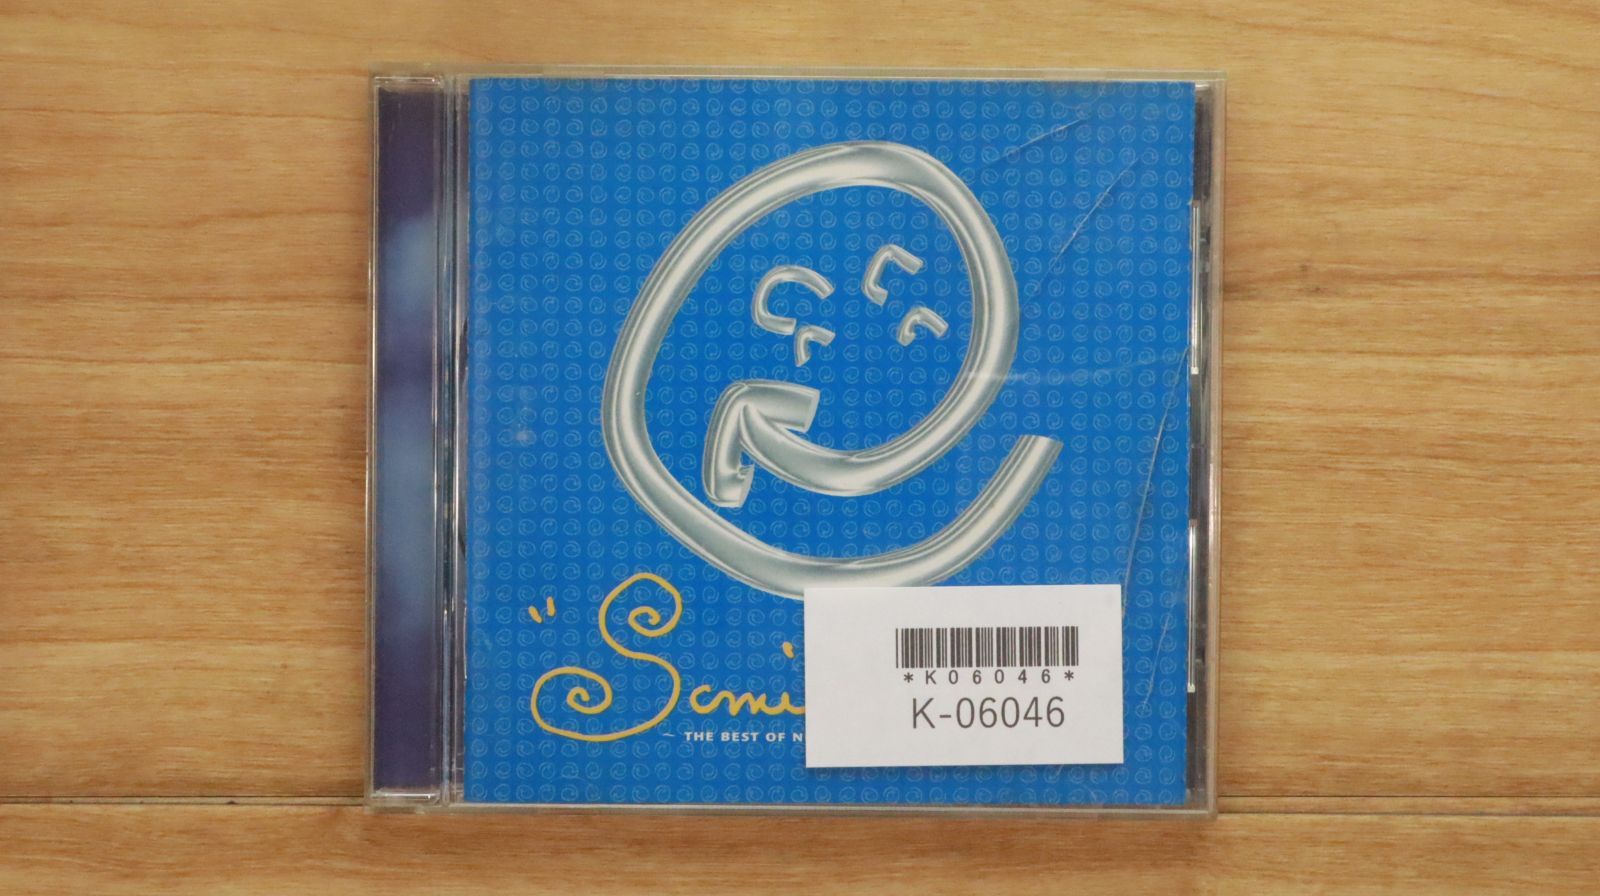 "Smi
~ THE BEST OF N
*K06046*
K-06046